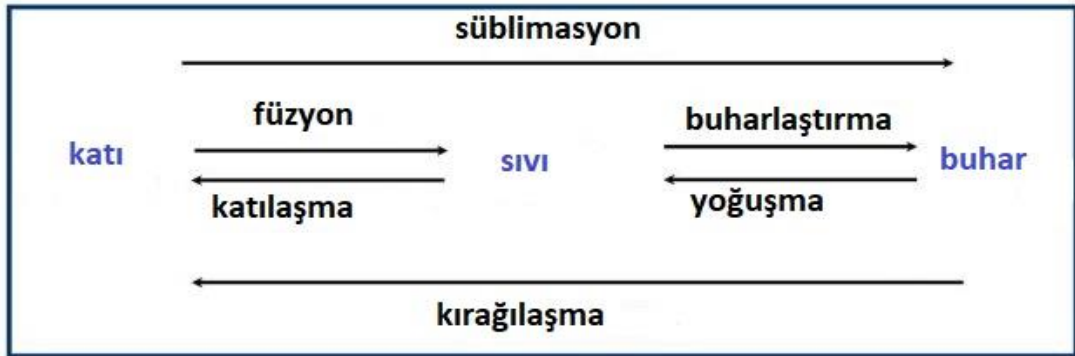 süblimasyon
füzyon
buharlaştırma
katı
sıvı
buhar
katılaşma
yoğuşma
kırağılaşma